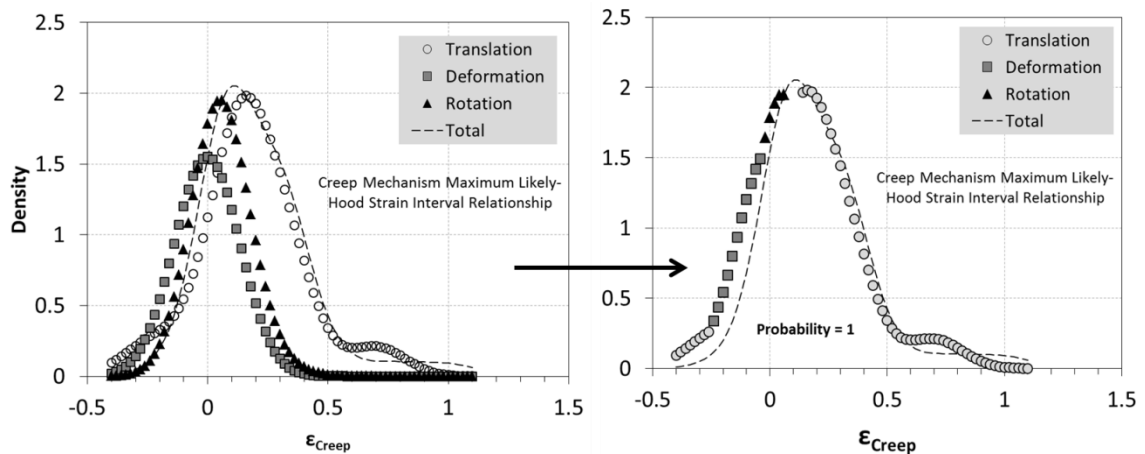 2.5
2
1.5
1
0.5
0
-0.5
0
0.5
1
1.5
Density
εCreep
Translation
Deformation
Rotation
Total
Creep Mechanism Maximum Likely-
Hood Strain Interval Relationship
2.5
2
1.5
1
0.5
0
-0.5
0
0.5
1
1.5
εCreep
Translation
Deformation
Rotation
Total
Creep Mechanism Maximum Likely-
Hood Strain Interval Relationship
Probability = 1